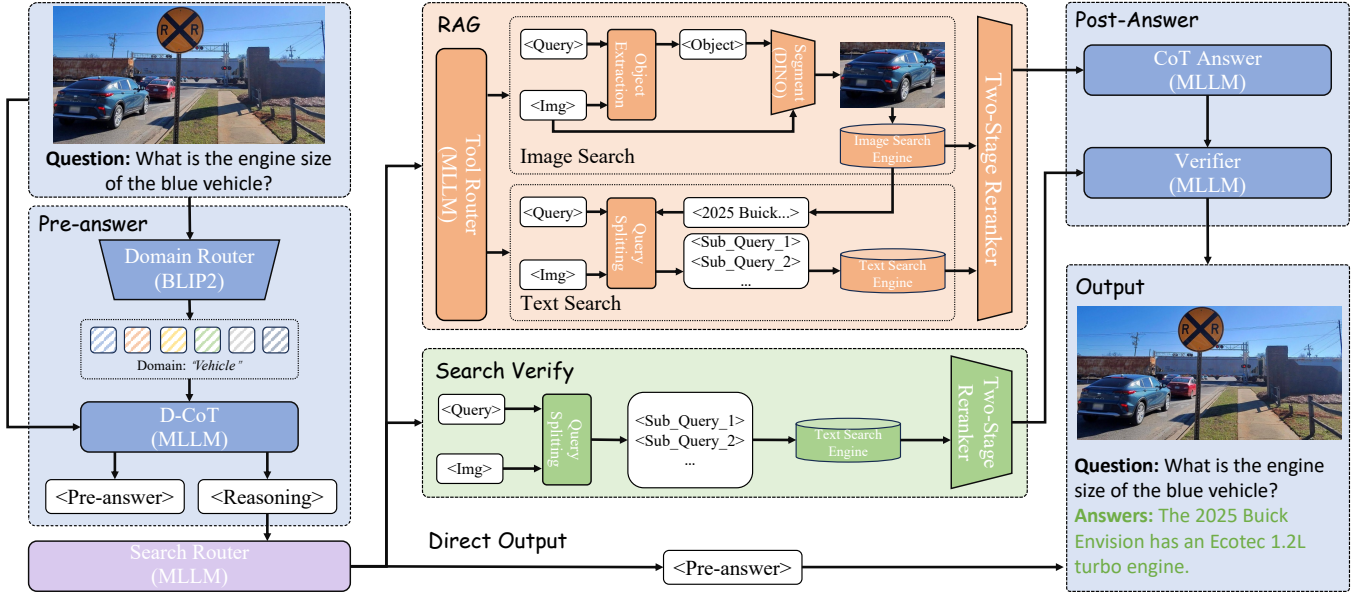 R R
Question: What is the engine size
of the blue vehicle?
Pre-answer
Domain Router
(BLIP2)
Domain: "Vehicle"
D-CoT
(MLLM)
<Pre-answer>
<Reasoning>
Search Router
(MLLM)
RAG
Tool Router
(MLLM)
<Query>
<Img>
Object
Extraction
<Object>
Segment
(DINO)
Image Search
Engine
Image Search
<Query>
<Img>
Query
Splitting
<2025 Buick...>
<Sub_Query_1>
<Sub_Query_2>
...
Text Search
Engine
Text Search
Two-Stage Reranker
Search Verify
<Query>
<Img>
Query
Splitting
<Sub_Query_1>
<Sub_Query_2>
...
Text Search
Engine
Two-Stage
Reranker
Direct Output
<Pre-answer>
Post-Answer
CoT Answer
(MLLM)
Verifier
(MLLM)
Output
R R
Question: What is the engine
size of the blue vehicle?
Answers: The 2025 Buick
Envision has an Ecotec 1.2L
turbo engine.